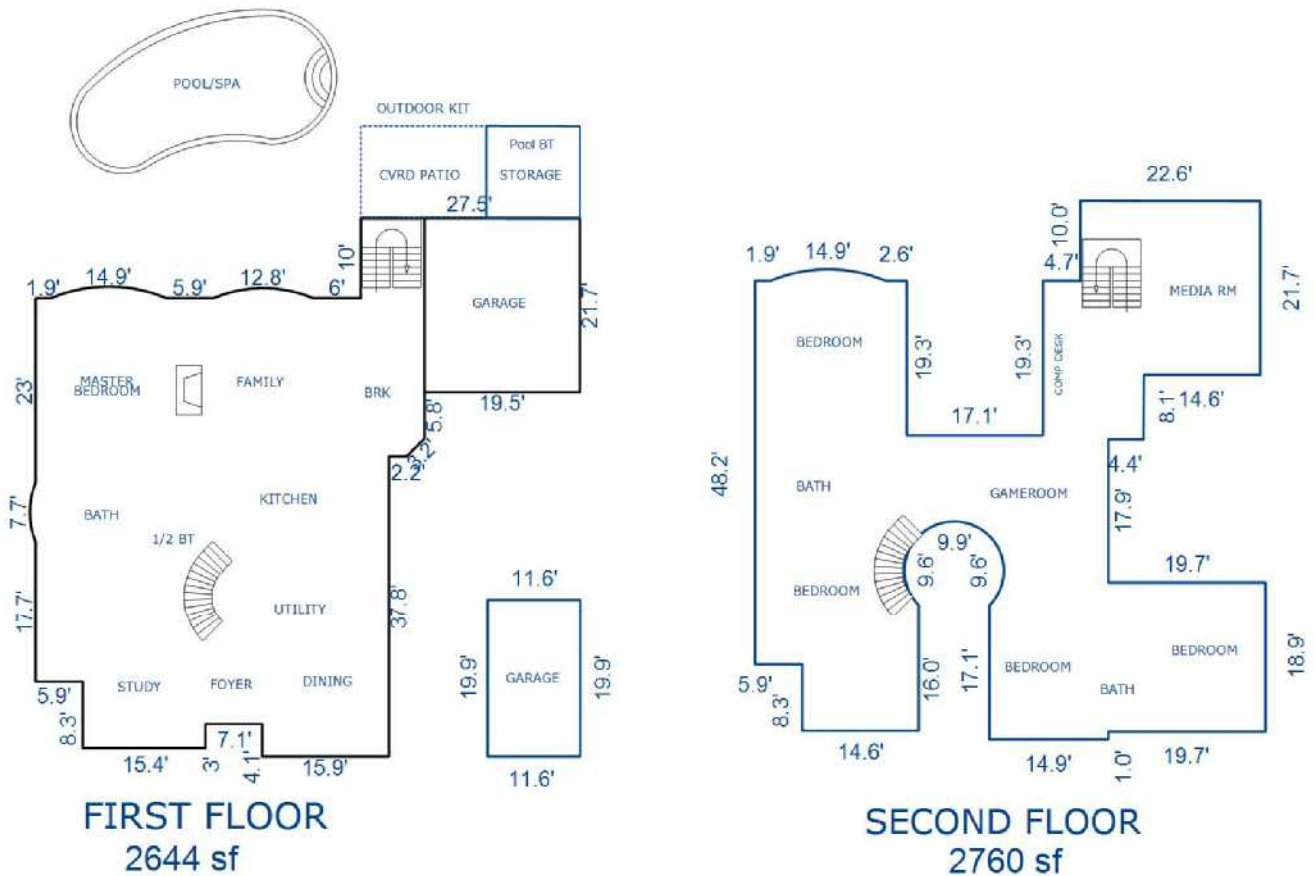 POOL/SPA
OUTDOOR KIT
Pool BT
CVRD PATIO
STORAGE
27.5'
10'
1.9'
14.9'
5.9'
12.8'
6'
GARAGE
21.7'
23'
MASTER
BEDROOM
FAMILY
BRK
19.5'
5.8'
3.2'
2.2'
7.7'
BATH
KITCHEN
1/2 BT
17.7'
UTILITY
37.8'
11.6'
19.9'
GARAGE
19.9'
11.6'
5.9'
STUDY
FOYER
DINING
8.3'
15.4'
3'
7.1'
4.1'
15.9'
FIRST FLOOR
2644 sf
22.6'
10.0'
1.9'
14.9'
2.6'
4.7'
MEDIA RM
21.7'
BEDROOM
19.3'
19.3'
COMP DESK
17.1'
14.6'
8.1'
4.4'
48.2'
BATH
GAMEROOM
17.9'
9.9'
9.6'
9.6'
BEDROOM
19.7'
BEDROOM
BEDROOM
BATH
18.9'
5.9'
8.3'
16.0'
17.1'
14.6'
14.9'
1.0'
19.7'
SECOND FLOOR
2760 sf